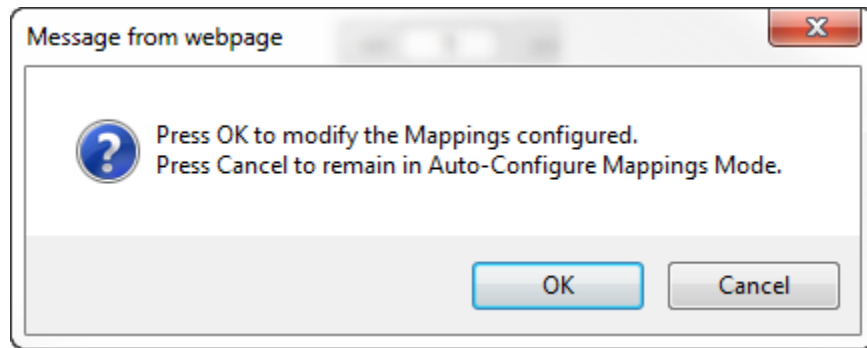 Message from webpage
Press OK to modify the Mappings configured.
Press Cancel to remain in Auto-Configure Mappings Mode.
OK
Cancel